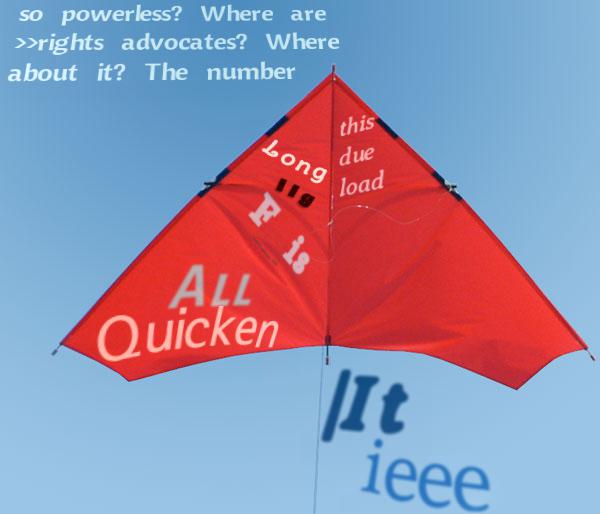 so powerless? Where are
>>rights advocates? Where
about it? The number
this
due
load
Long
F is
ALL
Quicken
/It
ieee